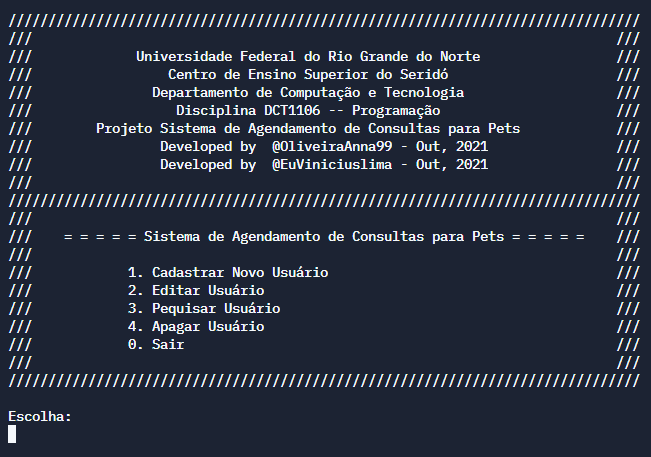 ///////////////////////////////////////////////////////////////////////////////
///                                                                         ///
///             Universidade Federal do Rio Grande do Norte                 ///
///                 Centro de Ensino Superior do Seridó                     ///
///               Departamento de Computação e Tecnologia                   ///
///                  Disciplina DCT1106 -- Programação                      ///
///        Projeto Sistema de Agendamento de Consultas para Pets            ///
///                Developed by  @OliveiraAnna99 - Out, 2021                ///
///                Developed by  @EuViniciuslima - Out, 2021                ///
///                                                                         ///
///////////////////////////////////////////////////////////////////////////////
///                                                                         ///
///    = = = = = Sistema de Agendamento de Consultas para Pets = = = = =    ///
///                                                                         ///
///            1. Cadastrar Novo Usuário                                    ///
///            2. Editar Usuário                                            ///
///            3. Pequisar Usuário                                          ///
///            4. Apagar Usuário                                            ///
///            0. Sair                                                      ///
///                                                                         ///
///////////////////////////////////////////////////////////////////////////////
Escolha: